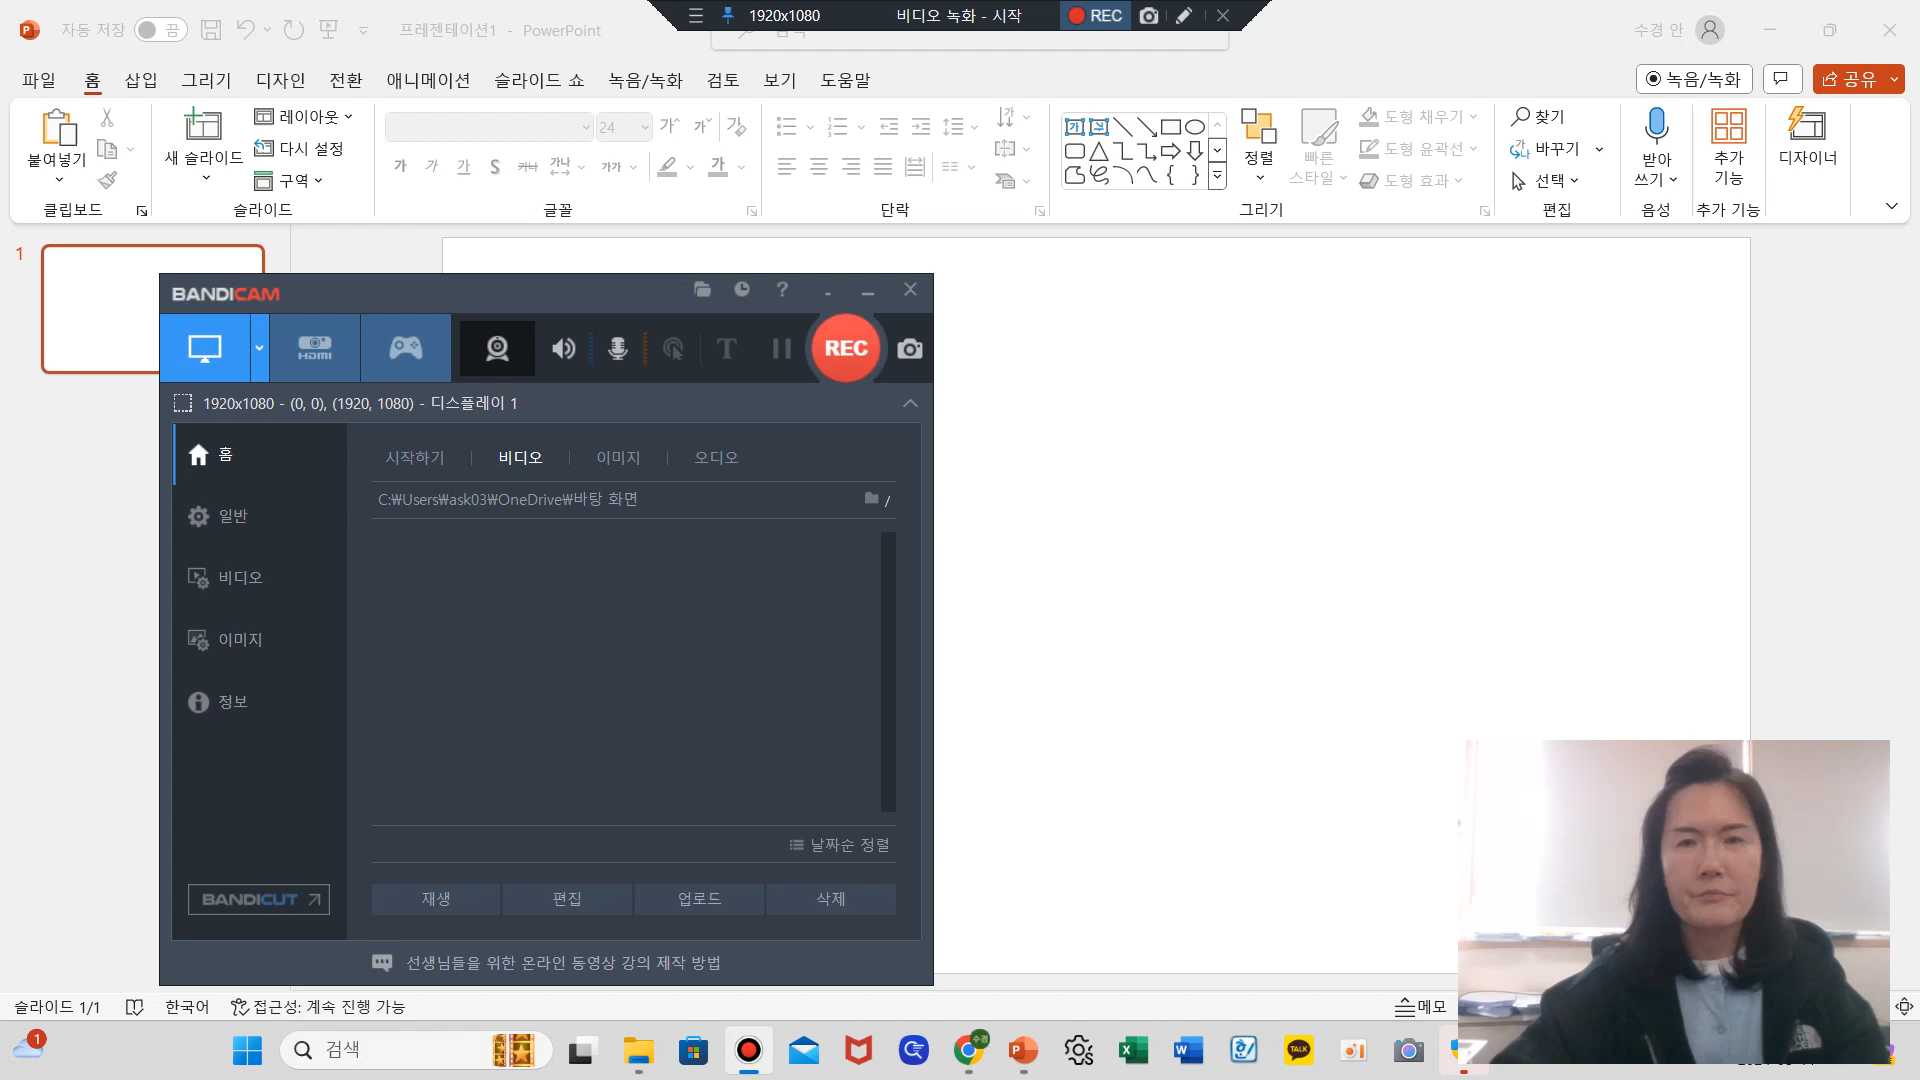 1920x1080
비디오 녹화 - 시작
REC
자동 저장
끔
프레젠테이션1 - PowerPoint
수경 안
파일
홈
삽입
그리기
디자인
전환
애니메이션
슬라이드 쇼
녹음/녹화
검토
보기
도움말
녹음/녹화
공유
붙여넣기
클립보드
새 슬라이드
레이아웃
다시 설정
구역
슬라이드
24
글꼴
단락
정렬
빠른 스타일
도형 채우기
도형 윤곽선
도형 효과
그리기
찾기
바꾸기
선택
편집
받아쓰기
음성
추가 기능
추가 기능
디자이너
1
BANDICAM
HDMI
REC
1920x1080 - (0, 0), (1920, 1080) - 디스플레이 1
홈
일반
비디오
이미지
정보
BANDICUT
시작하기
비디오
이미지
오디오
C:₩Users₩ask03₩OneDrive₩바탕 화면
/
날짜순 정렬
재생
편집
업로드
삭제
선생님들을 위한 온라인 동영상 강의 제작 방법
슬라이드 1/1
한국어
접근성: 계속 진행 가능
메모
1
검색
수경
TALK